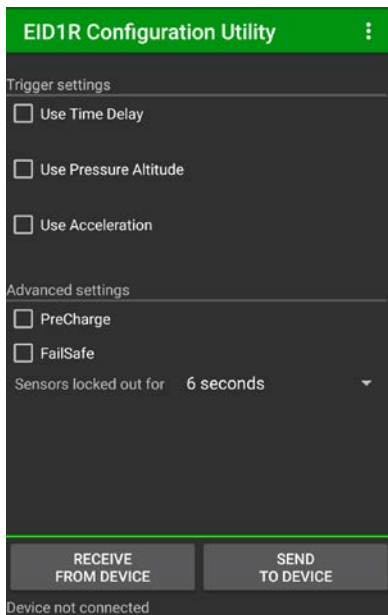 EID1R Configuration Utility
Trigger settings
Use Time Delay
Use Pressure Altitude
Use Acceleration
Advanced settings
PreCharge
FailSafe
Sensors locked out for 6 seconds
RECEIVE
FROM DEVICE
SEND
TO DEVICE
Device not connected